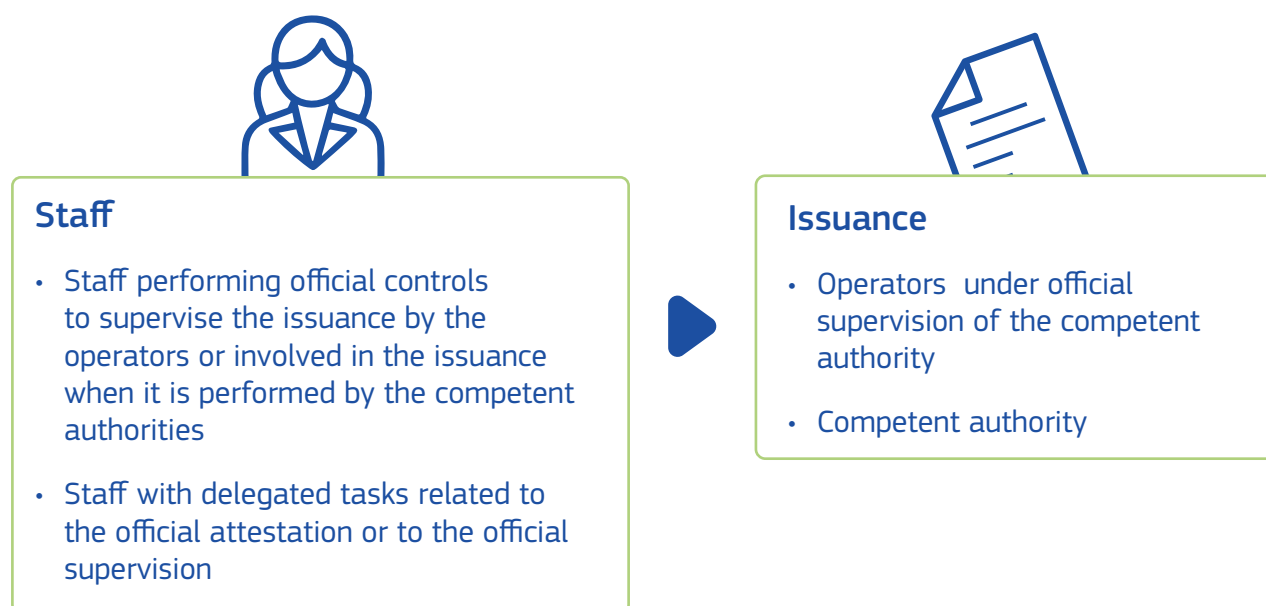 Staff
• Staff performing official controls
to supervise the issuance by the
operators or involved in the issuance
when it is performed by the competent
authorities
• Staff with delegated tasks related to
the official attestation or to the official
supervision
Issuance
• Operators under official
supervision of the competent
authority
• Competent authority